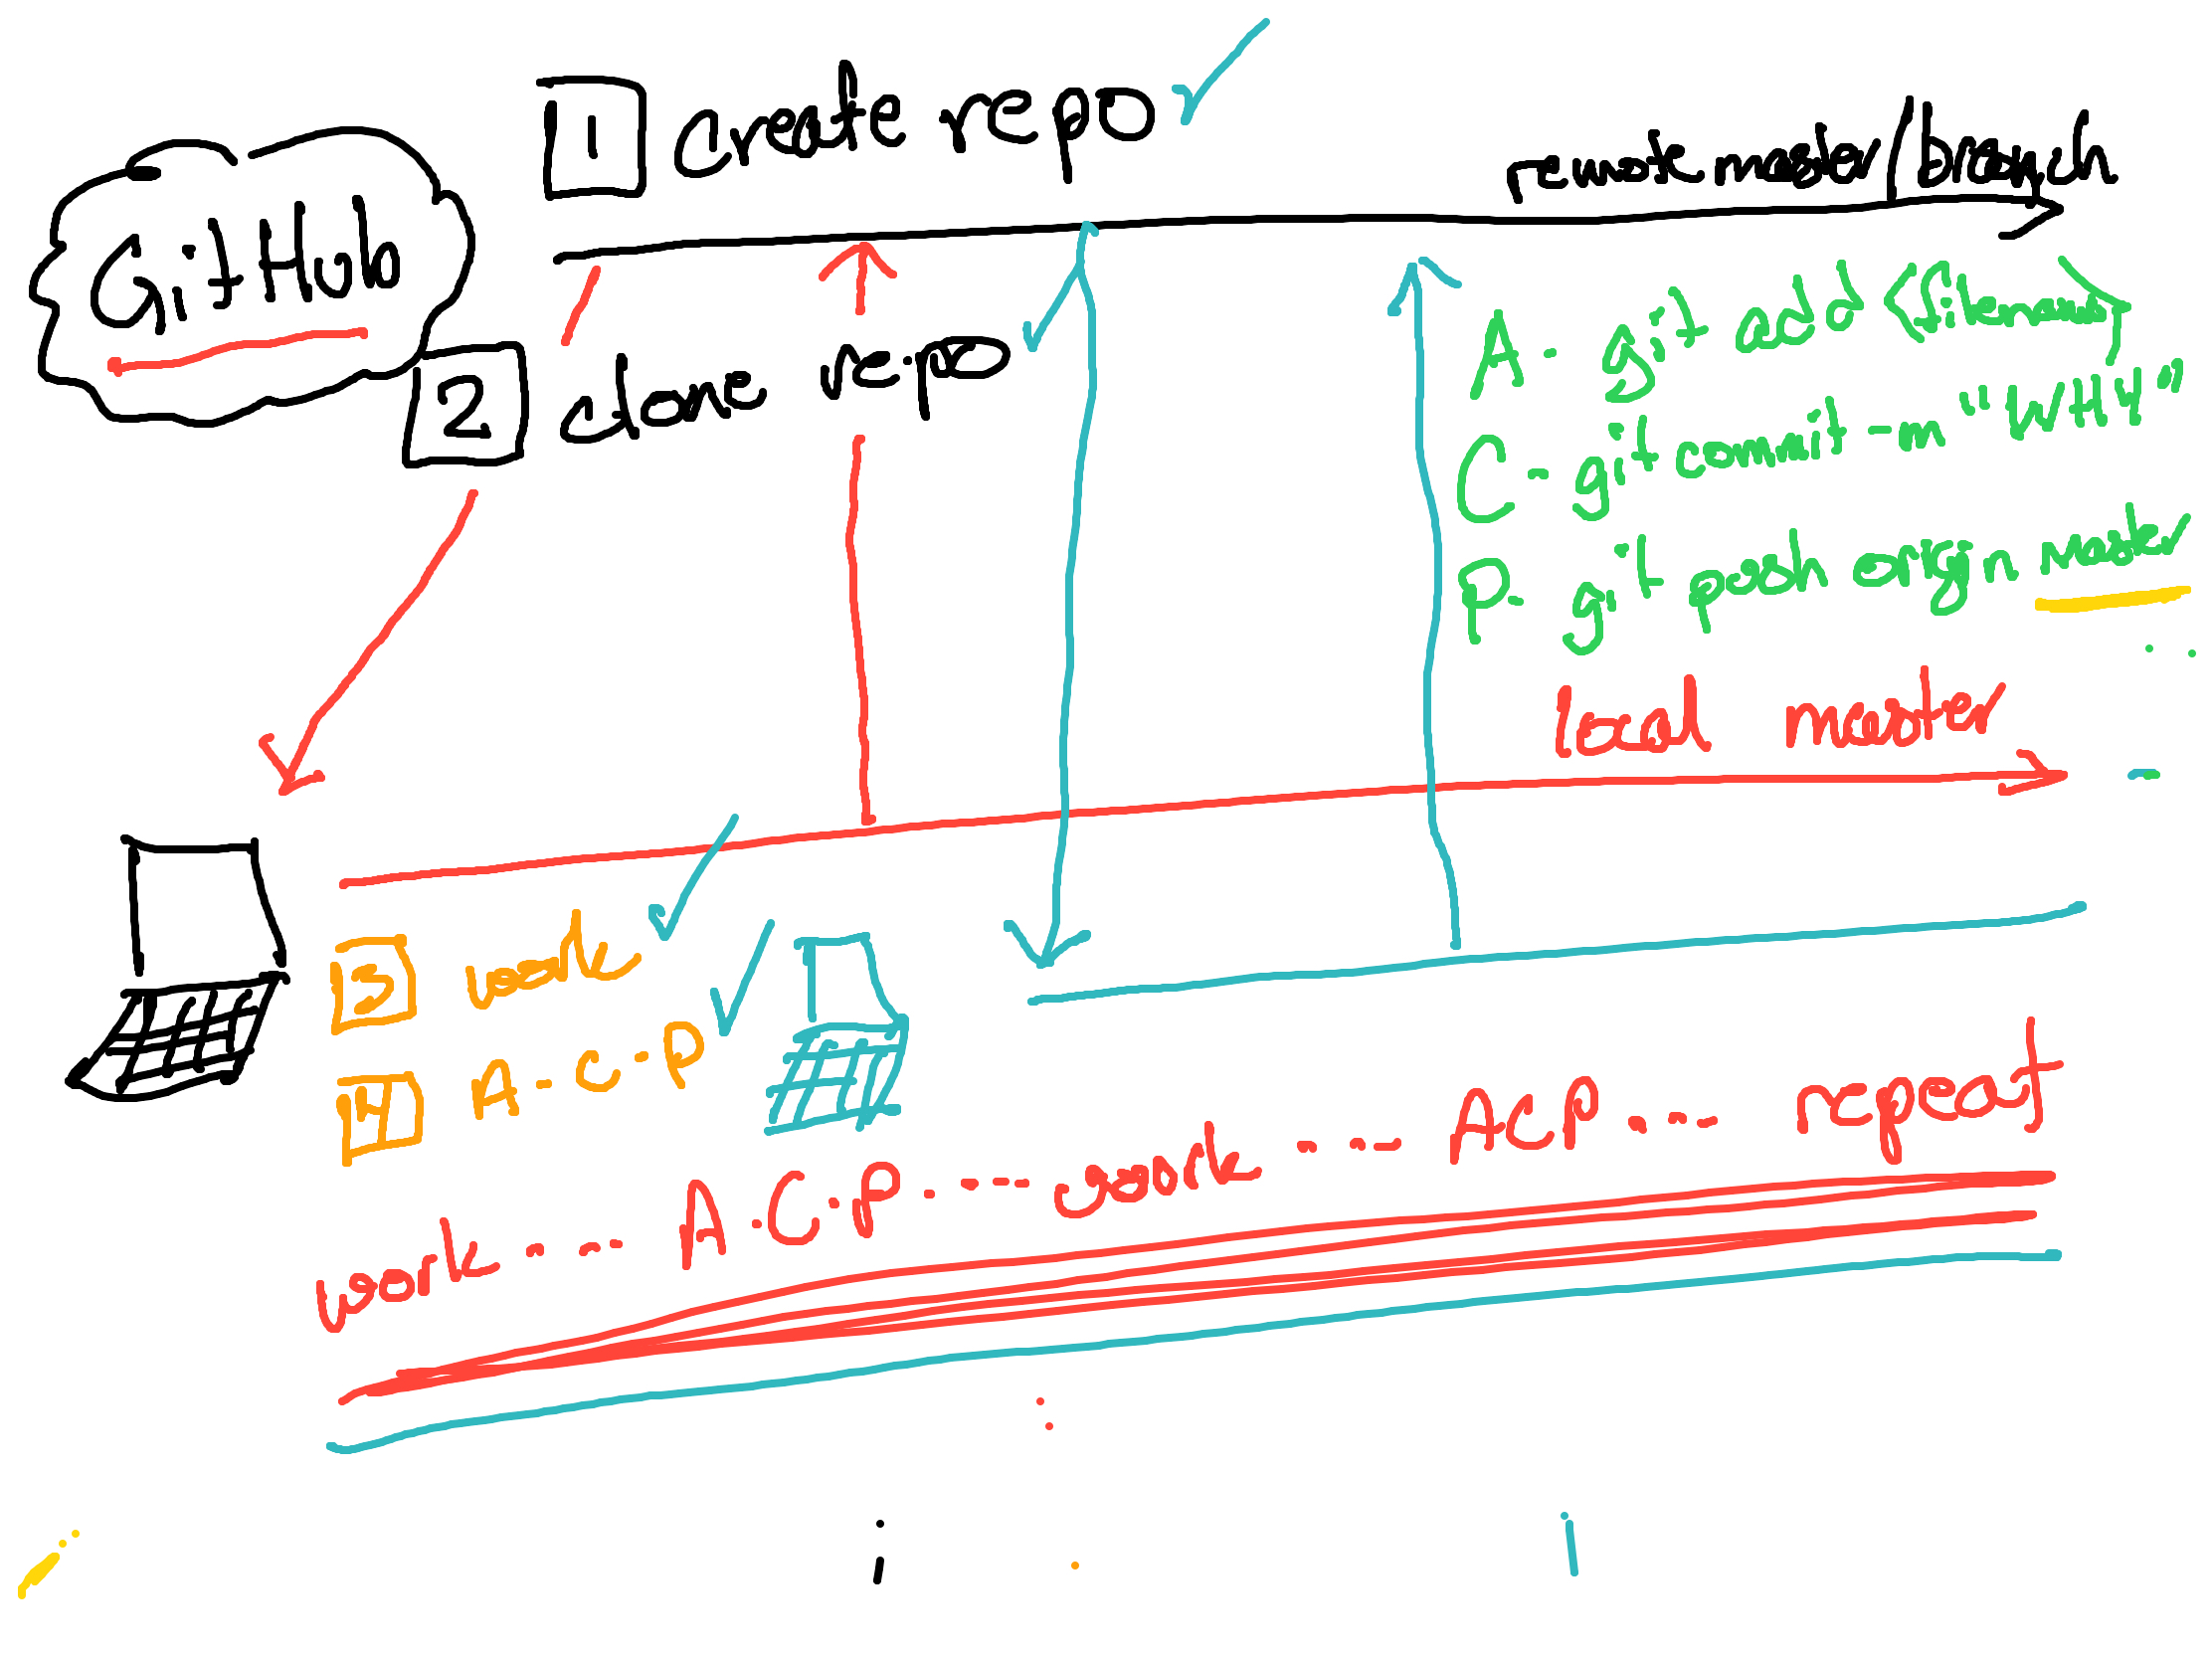 1 create repo
remote master branch
GitHub
2 clone repo
A - git add <filename>
C - git commit -m "WHY"
P - git push origin master
local master
3 work
4 A - C - P
work - - - A . C . P . - - - work - - - - ACP - - - - repeat